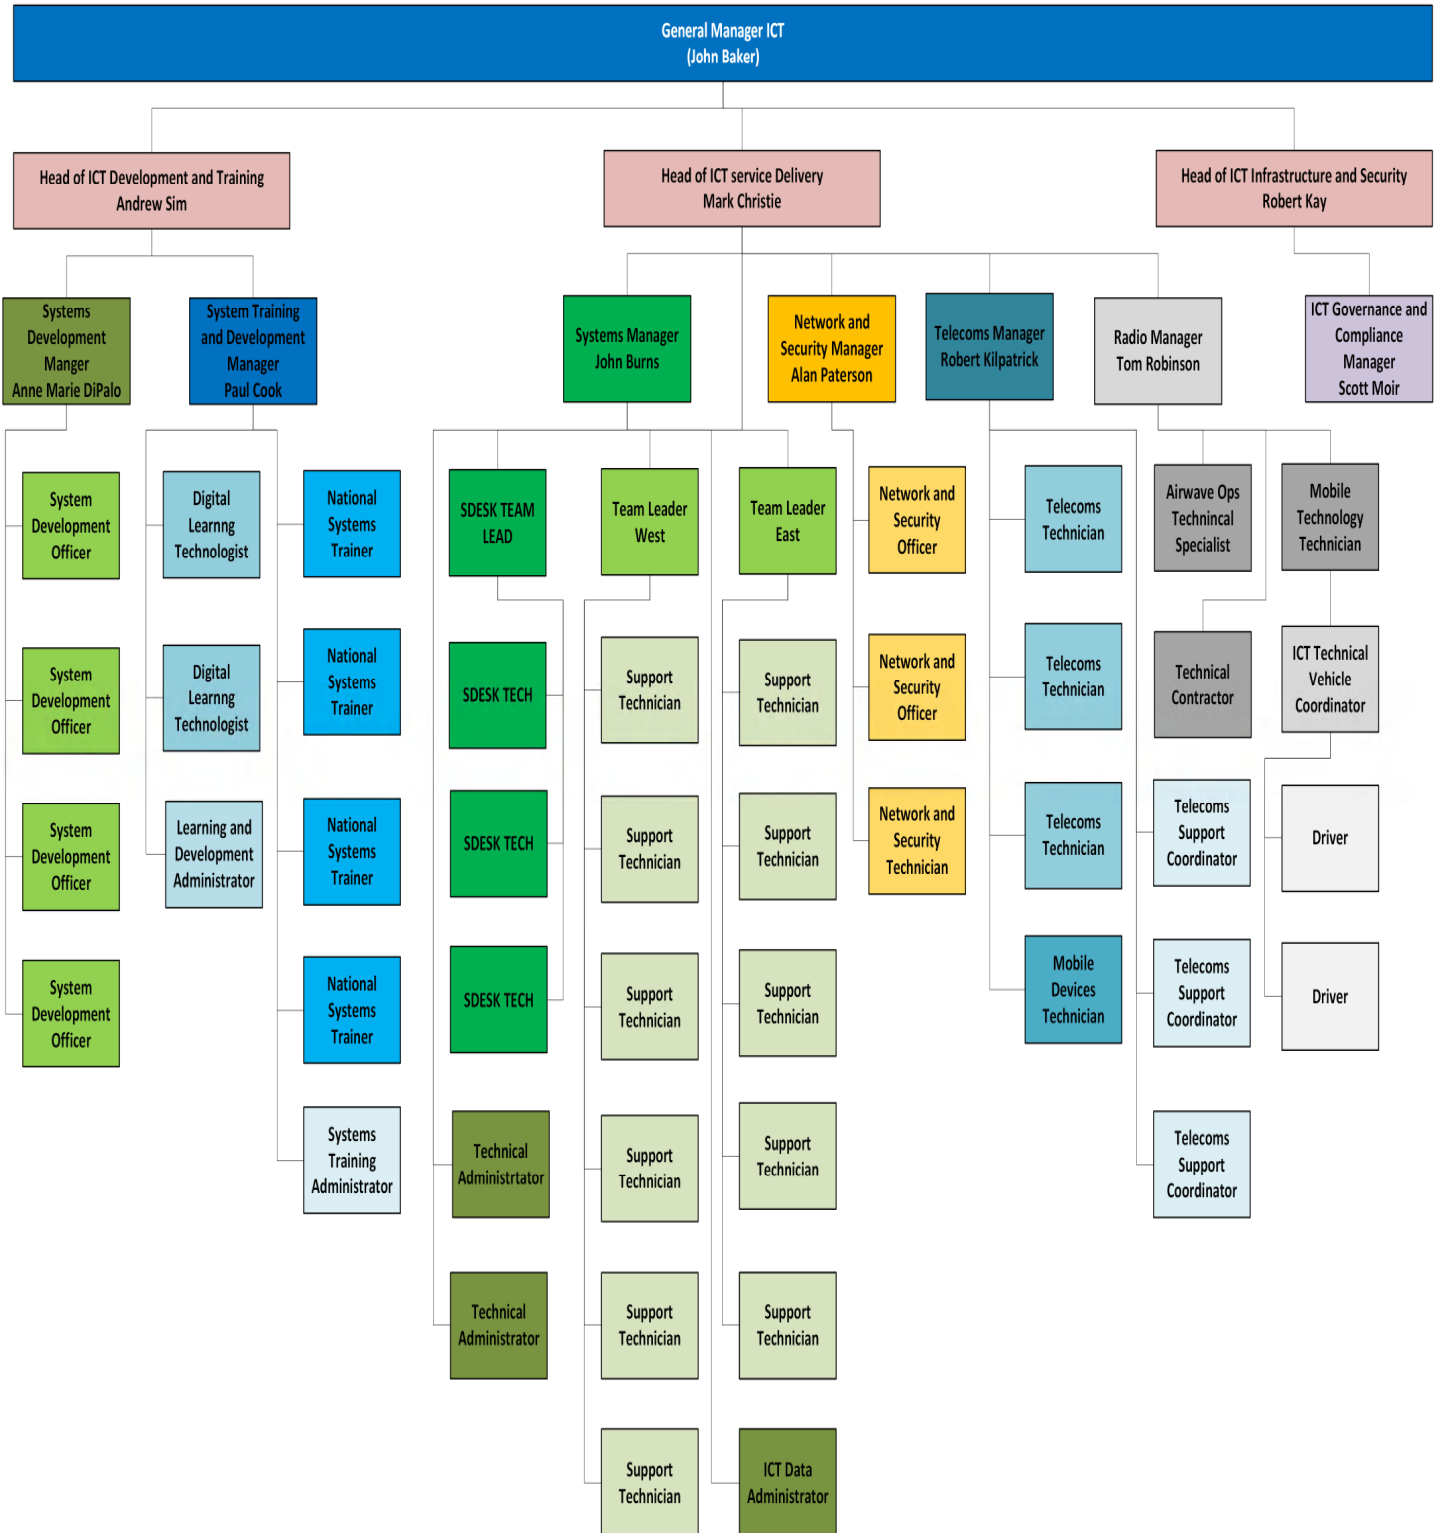 General Manager ICT
(John Baker)
Head of ICT Development and Training
Andrew Sim
Head of ICT service Delivery
Mark Christie
Head of ICT Infrastructure and Security
Robert Kay
Systems
Development
Manger
Anne Marie DiPalo
System Training
and Development
Manager
Paul Cook
Systems Manager
John Burns
Network and
Security Manager
Alan Paterson
Telecoms Manager
Robert Kilpatrick
Radio Manager
Tom Robinson
ICT Governance and
Compliance
Manager
Scott Moir
System
Development
Officer
Digital
Learnng
Technologist
National
Systems
Trainer
SDESK TEAM
LEAD
Team Leader
West
Team Leader
East
Network and
Security
Officer
Telecoms
Technician
Airwave Ops
Technincal
Specialist
Mobile
Technology
Technician
System
Development
Officer
Digital
Learnng
Technologist
National
Systems
Trainer
SDESK TECH
Support
Technician
Support
Technician
Network and
Security
Officer
Telecoms
Technician
Technical
Contractor
ICT Technical
Vehicle
Coordinator
System
Development
Officer
Learning and
Development
Administrator
National
Systems
Trainer
SDESK TECH
Support
Technician
Support
Technician
Network and
Security
Technician
Telecoms
Technician
Telecoms
Support
Coordinator
Driver
System
Development
Officer
National
Systems
Trainer
SDESK TECH
Support
Technician
Support
Technician
Mobile
Devices
Technician
Telecoms
Support
Coordinator
Driver
Systems
Training
Administrator
Technical
Administrtator
Support
Technician
Support
Technician
Telecoms
Support
Coordinator
Technical
Administrator
Support
Technician
Support
Technician
Support
Technician
ICT Data
Administrator